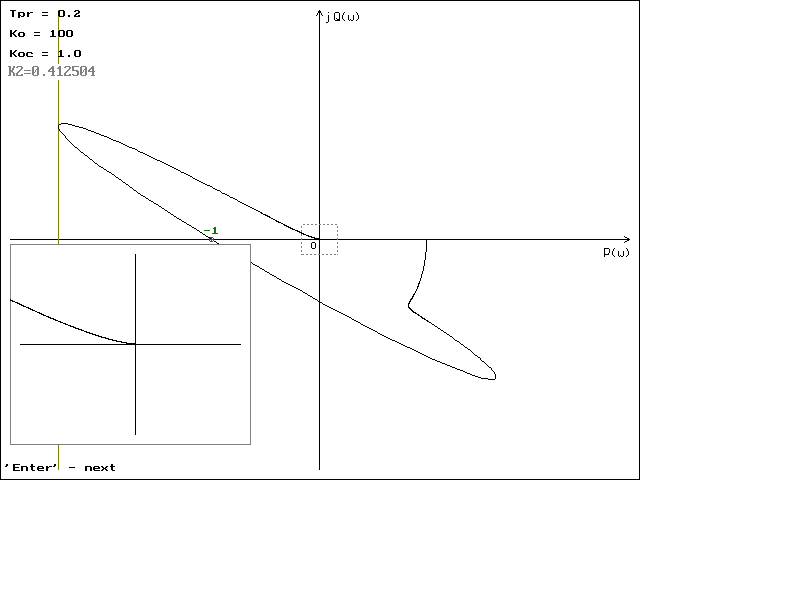 Tpr = 0.2
jQ(ω)
Ko = 100
Koc = 1.0
K2=0.412504
-1
0
P(ω)
'Enter' - next